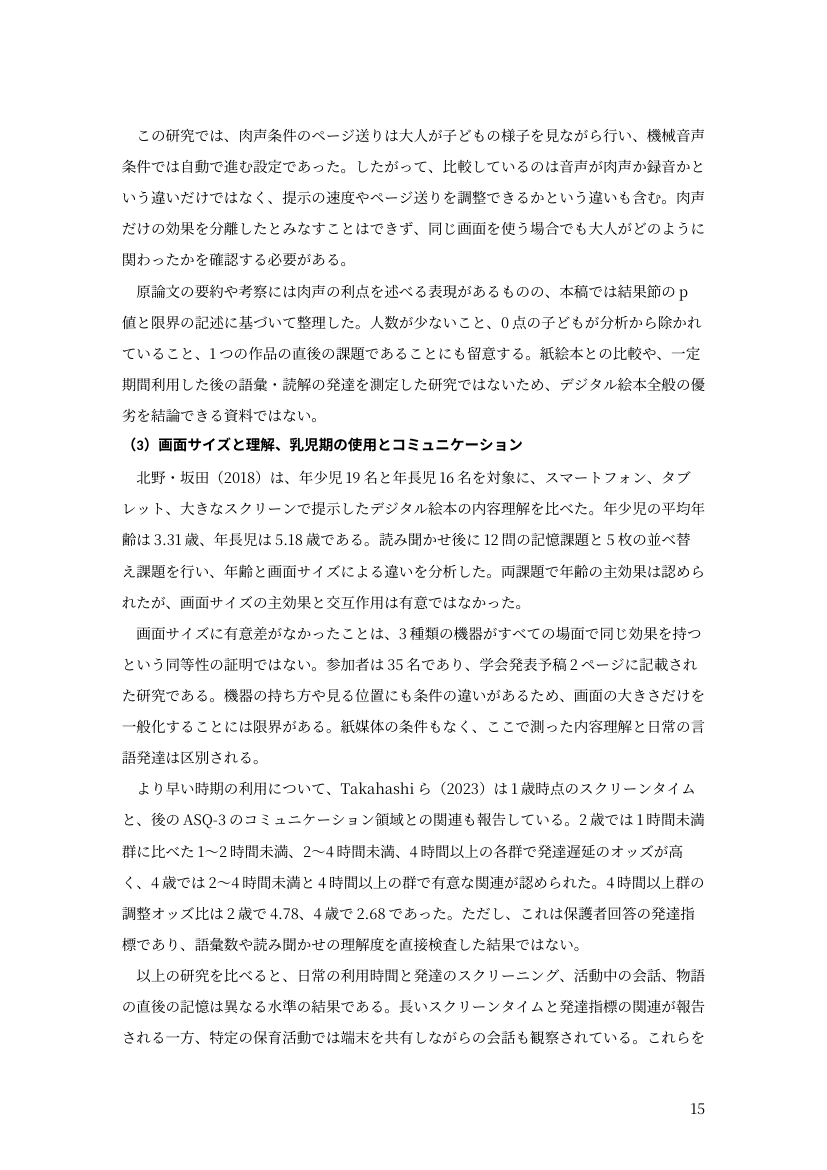 この研究では、肉声条件のページ送りは大人が子どもの様子を見ながら行い、機械音声
条件では自動で進む設定であった。したがって、比較しているのは音声が肉声か録音かと
いう違いだけではなく、提示の速度やページ送りを調整できるかという違いも含む。肉声
だけの効果を分離したとみなすことはできず、同じ画面を使う場合でも大人がどのように
関わったかを確認する必要がある。
原論文の要約や考察には肉声の利点を述べる表現があるものの、本稿では結果節の p
値と限界の記述に基づいて整理した。人数が少ないこと、0 点の子どもが分析から除かれ
ていること、1 つの作品の直後の課題であることにも留意する。紙絵本との比較や、一定
期間利用した後の語彙・読解の発達を測定した研究ではないため、デジタル絵本全般の優
劣を結論できる資料ではない。
（3）画面サイズと理解、乳児期の使用とコミュニケーション
北野・坂田（2018）は、年少児 19 名と年長児 16 名を対象に、スマートフォン、タブ
レット、大きなスクリーンで提示したデジタル絵本の内容理解を比べた。年少児の平均年
齢は 3.31 歳、年長児は 5.18 歳である。読み聞かせ後に 12 問の記憶課題と 5 枚の並べ替
え課題を行い、年齢と画面サイズによる違いを分析した。両課題で年齢の主効果は認めら
れたが、画面サイズの主効果と交互作用は有意ではなかった。
画面サイズに有意差がなかったことは、3 種類の機器がすべての場面で同じ効果を持つ
という同等性の証明ではない。参加者は 35 名であり、学会発表予稿 2 ページに記載され
た研究である。機器の持ち方や見る位置にも条件の違いがあるため、画面の大きさだけを
一般化することには限界がある。紙媒体の条件もなく、ここで測った内容理解と日常の言
語発達は区別される。
より早い時期の利用について、Takahashi ら（2023）は 1 歳時点のスクリーンタイム
と、後の ASQ-3 のコミュニケーション領域との関連も報告している。2 歳では 1 時間未満
群に比べた 1〜2 時間未満、2〜4 時間未満、4 時間以上の各群で発達遅延のオッズが高
く、4 歳では 2〜4 時間未満と 4 時間以上の群で有意な関連が認められた。4 時間以上群の
調整オッズ比は 2 歳で 4.78、4 歳で 2.68 であった。ただし、これは保護者回答の発達指
標であり、語彙数や読み聞かせの理解度を直接検査した結果ではない。
以上の研究を比べると、日常の利用時間と発達のスクリーニング、活動中の会話、物語
の直後の記憶は異なる水準の結果である。長いスクリーンタイムと発達指標の関連が報告
される一方、特定の保育活動では端末を共有しながらの会話も観察されている。これらを
15